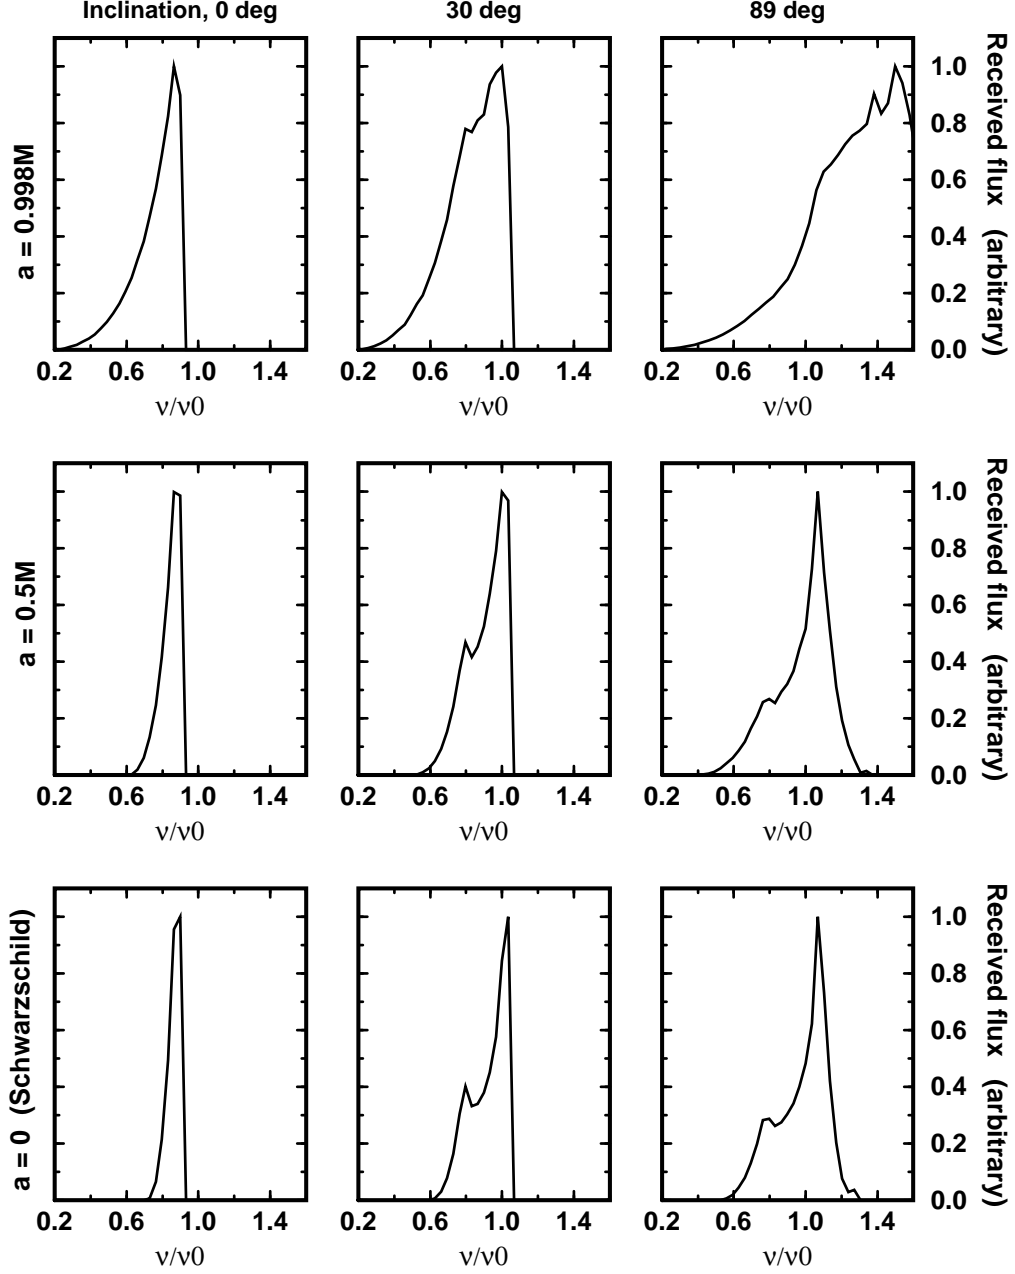 Inclination, 0 deg
30 deg
89 deg
a = 0.998M
0.2 0.6 1.0 1.4
ν/ν0
0.2 0.6 1.0 1.4
ν/ν0
0.2 0.6 1.0 1.4
ν/ν0
1.0
0.8
0.6
0.4
0.2
0.0
Received flux (arbitrary)
a = 0.5M
0.2 0.6 1.0 1.4
ν/ν0
0.2 0.6 1.0 1.4
ν/ν0
0.2 0.6 1.0 1.4
ν/ν0
1.0
0.8
0.6
0.4
0.2
0.0
Received flux (arbitrary)
a = 0 (Schwarzschild)
0.2 0.6 1.0 1.4
ν/ν0
0.2 0.6 1.0 1.4
ν/ν0
0.2 0.6 1.0 1.4
ν/ν0
1.0
0.8
0.6
0.4
0.2
0.0
Received flux (arbitrary)